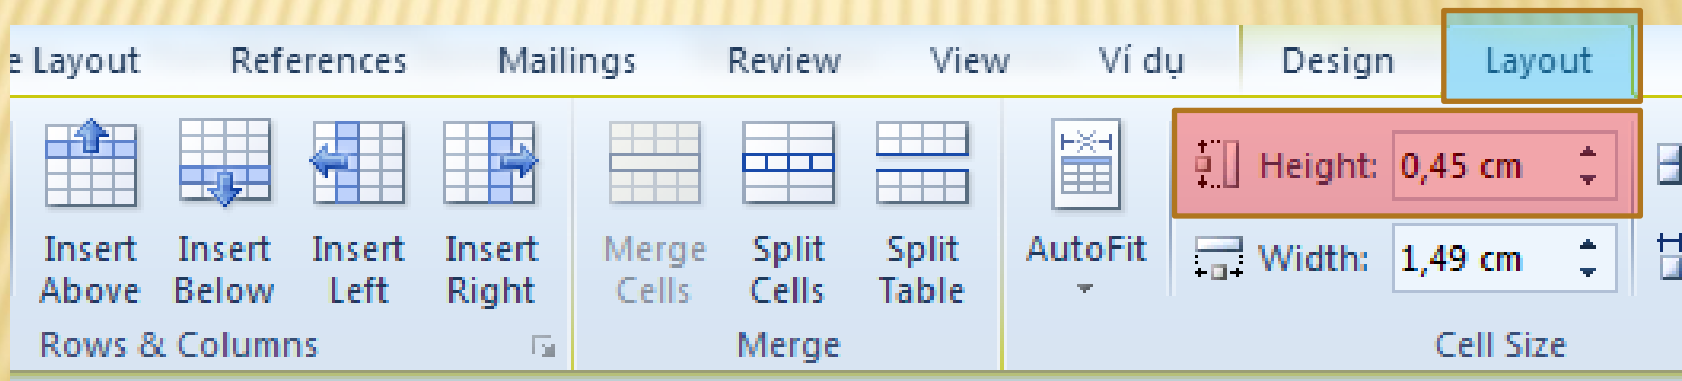 e Layout References Mailings Review View Ví dụ Design Layout
Insert Above
Insert Below
Insert Left
Insert Right
Merge Cells
Split Cells
Split Table
AutoFit
Height: 0,45 cm
Width: 1,49 cm
Rows & Columns Merge Cell Size